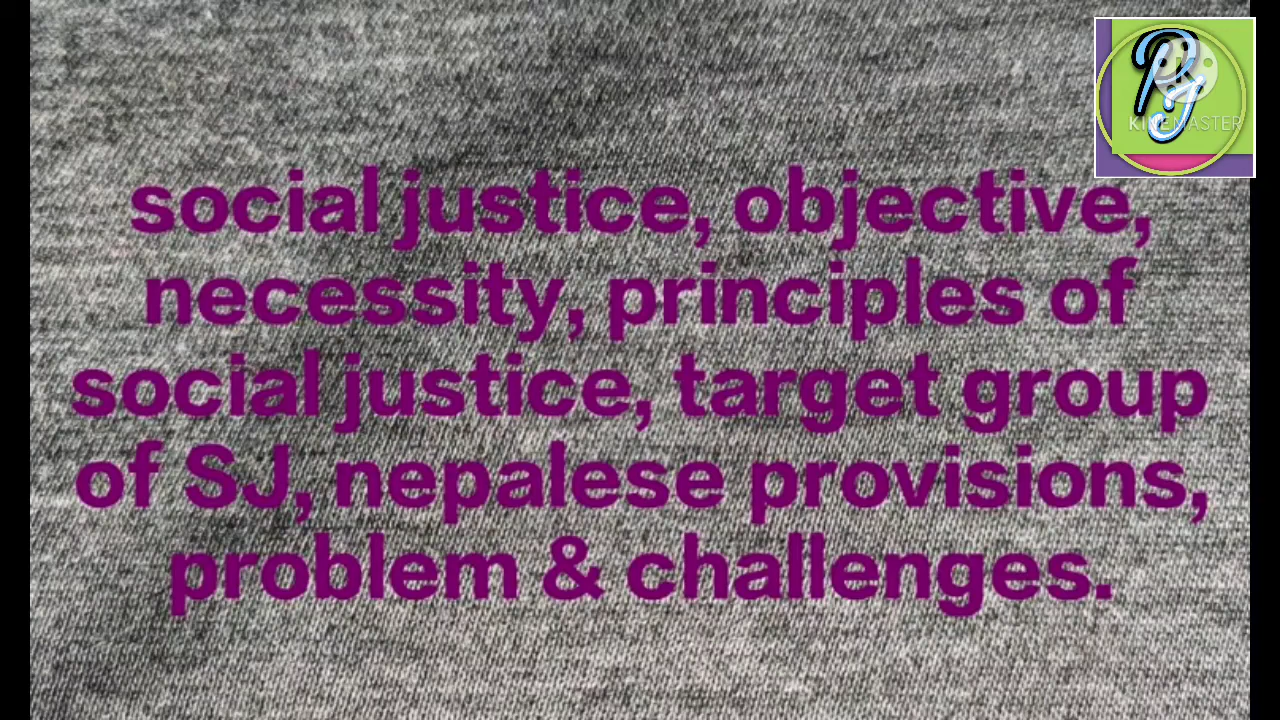 KINEMASTER
social justice, objective,
necessity, principles of
social justice, target group
of SJ, nepalese provisions,
problem & challenges.